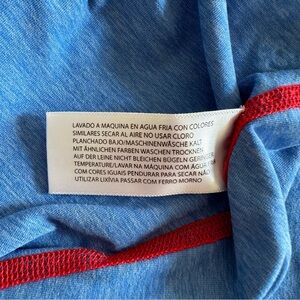 LAVADO A MAQUINA EN AGUA FRIA CON COLORES
SIMILARES SECAR AL AIRE NO USAR CLORO
PLANCHADO BAJO/MASCHINENWÄSCHE KALT
MIT ÄHNLICHEN FARBEN WASCHEN TROCKNEN
AUF DER LEINE NICHT BLEICHEN BÜGELN GERINGER
TEMPERATURE/LAVAR NA MÁQUINA COM ÁGUA FRIA
COM CORES IGUAIS PENDURAR PARA SECAR NÃO
UTILIZAR LIXÍVIA PASSAR COM FERRO MORNO